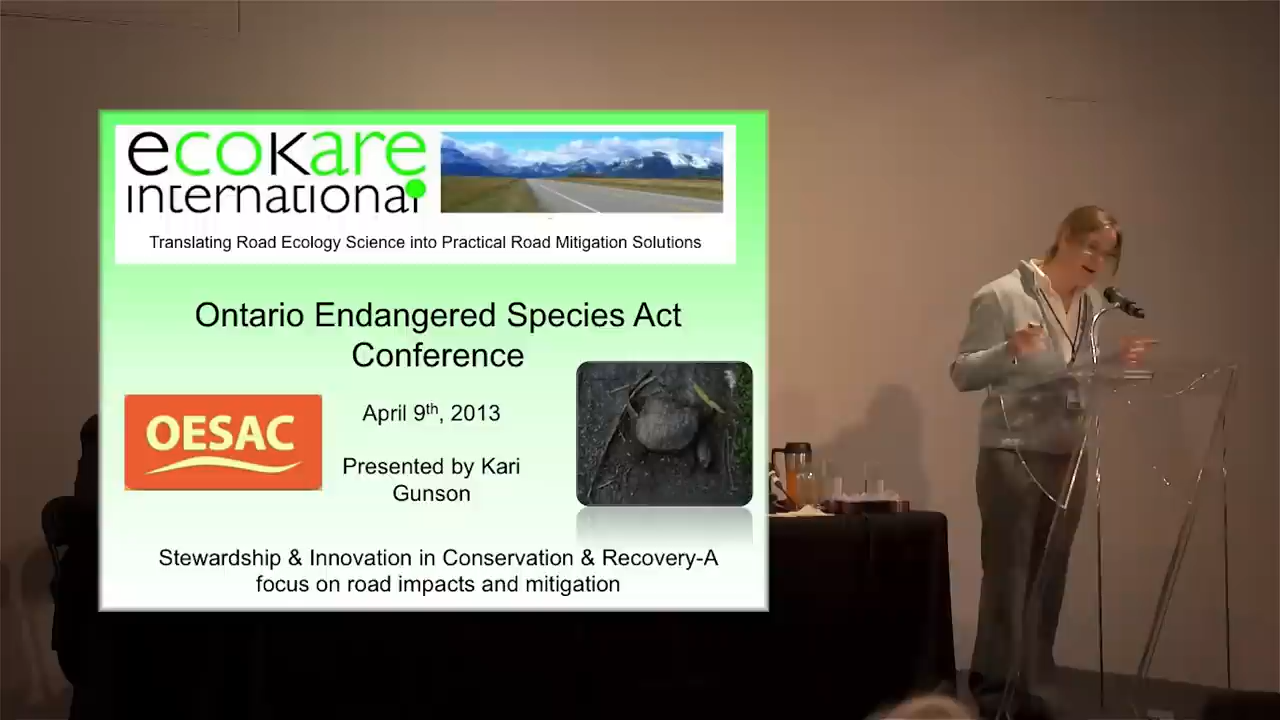 ecokare
international
Translating Road Ecology Science into Practical Road Mitigation Solutions
Ontario Endangered Species Act
Conference
April 9th, 2013
OESAC
Presented by Kari
Gunson
Stewardship & Innovation in Conservation & Recovery-A
focus on road impacts and mitigation